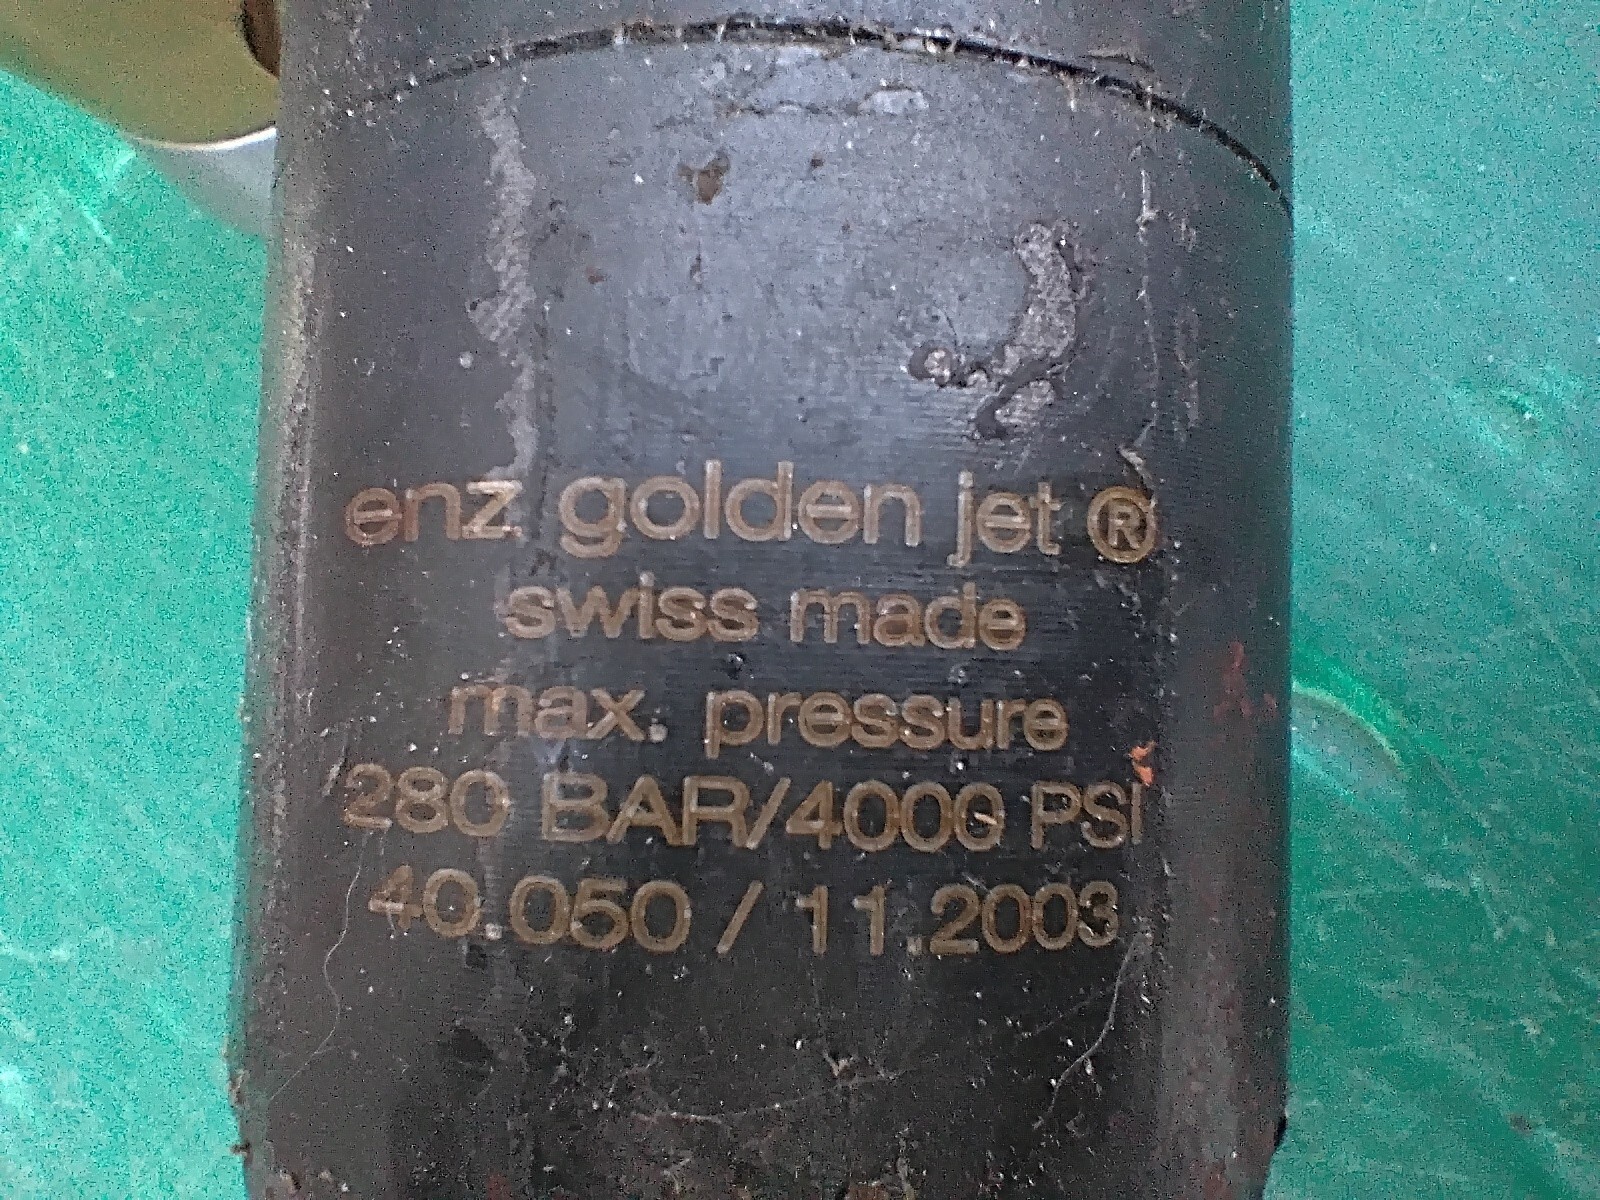 enz golden jet ®
swiss made
max. pressure
280 BAR/4000 PSI
40.050 / 11.2003